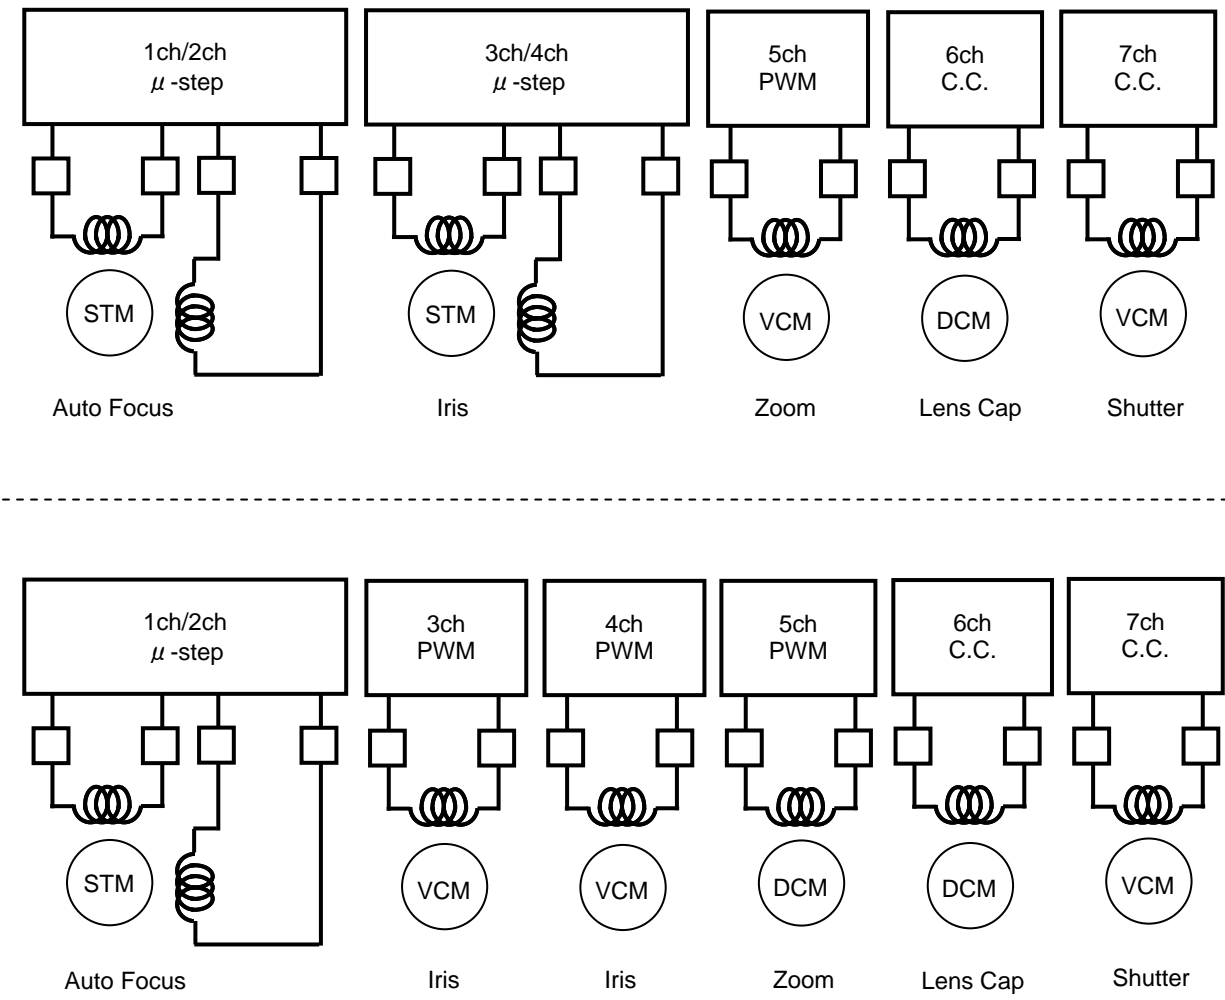 1ch/2ch
μ-step
3ch/4ch
μ-step
5ch
PWM
6ch
C.C.
7ch
C.C.
STM
STM
VCM
DCM
VCM
Auto Focus
Iris
Zoom
Lens Cap
Shutter
1ch/2ch
μ-step
3ch
PWM
4ch
PWM
5ch
PWM
6ch
C.C.
7ch
C.C.
STM
VCM
VCM
DCM
DCM
VCM
Auto Focus
Iris
Iris
Zoom
Lens Cap
Shutter